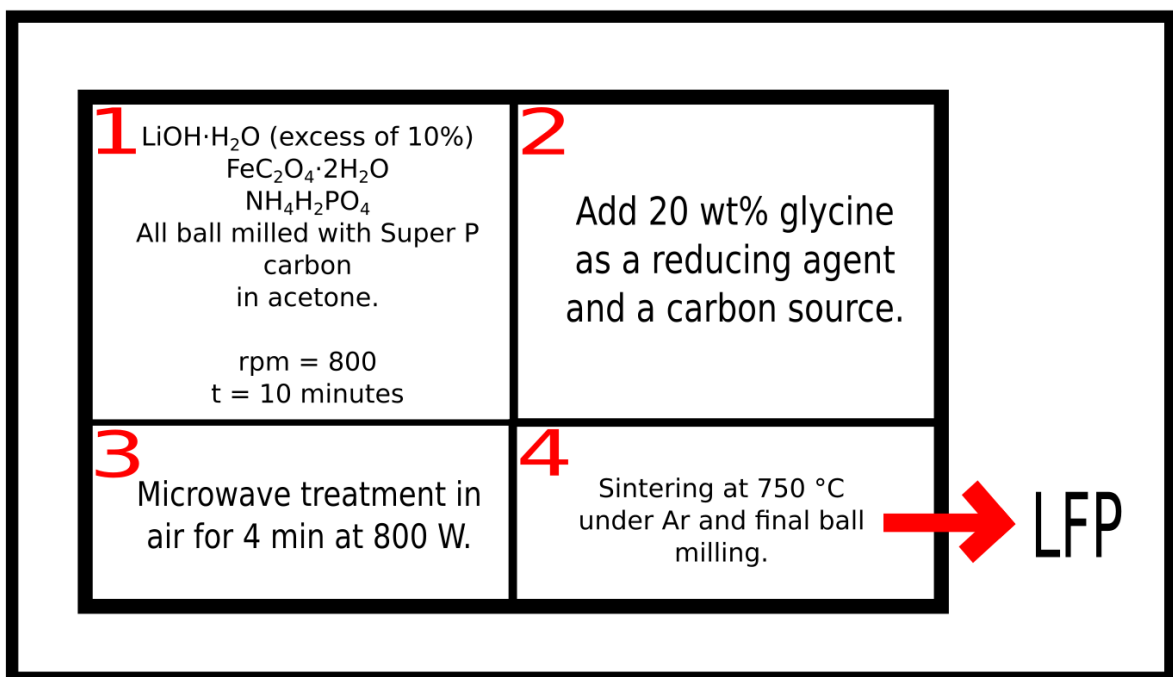 1
LiOH·H₂O (excess of 10%)
FeC₂O₄·2H₂O
NH₄H₂PO₄
All ball milled with Super P
carbon
in acetone.
rpm = 800
t = 10 minutes
2
Add 20 wt% glycine
as a reducing agent
and a carbon source.
3
Microwave treatment in
air for 4 min at 800 W.
4
Sintering at 750 °C
under Ar and final ball
milling.
LFP